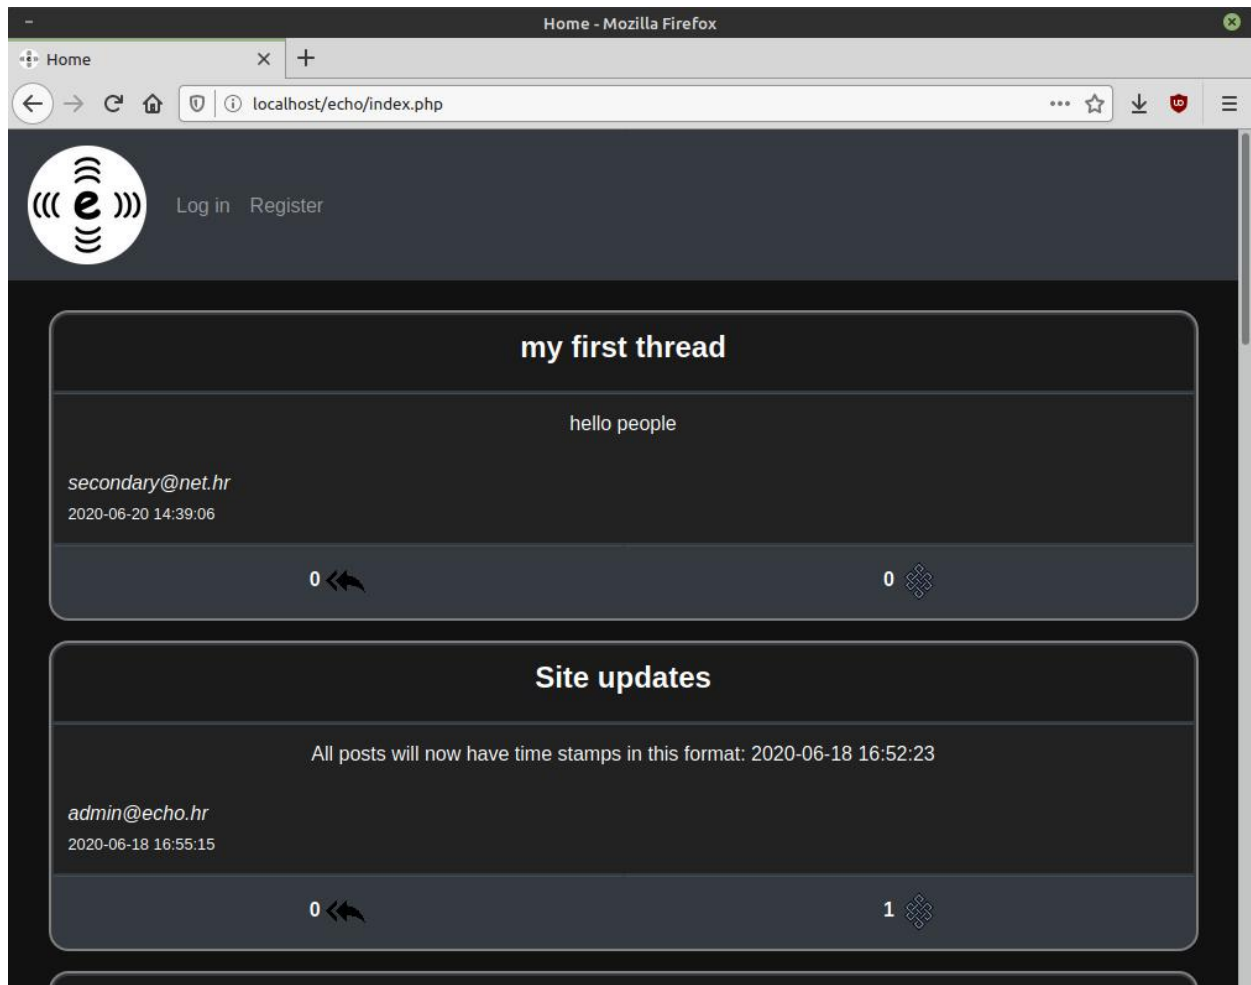 Home - Mozilla Firefox
Home
localhost/echo/index.php
((( e )))
Log in Register
my first thread
hello people
secondary@net.hr
2020-06-20 14:39:06
0 0
Site updates
All posts will now have time stamps in this format: 2020-06-18 16:52:23
admin@echo.hr
2020-06-18 16:55:15
0 1